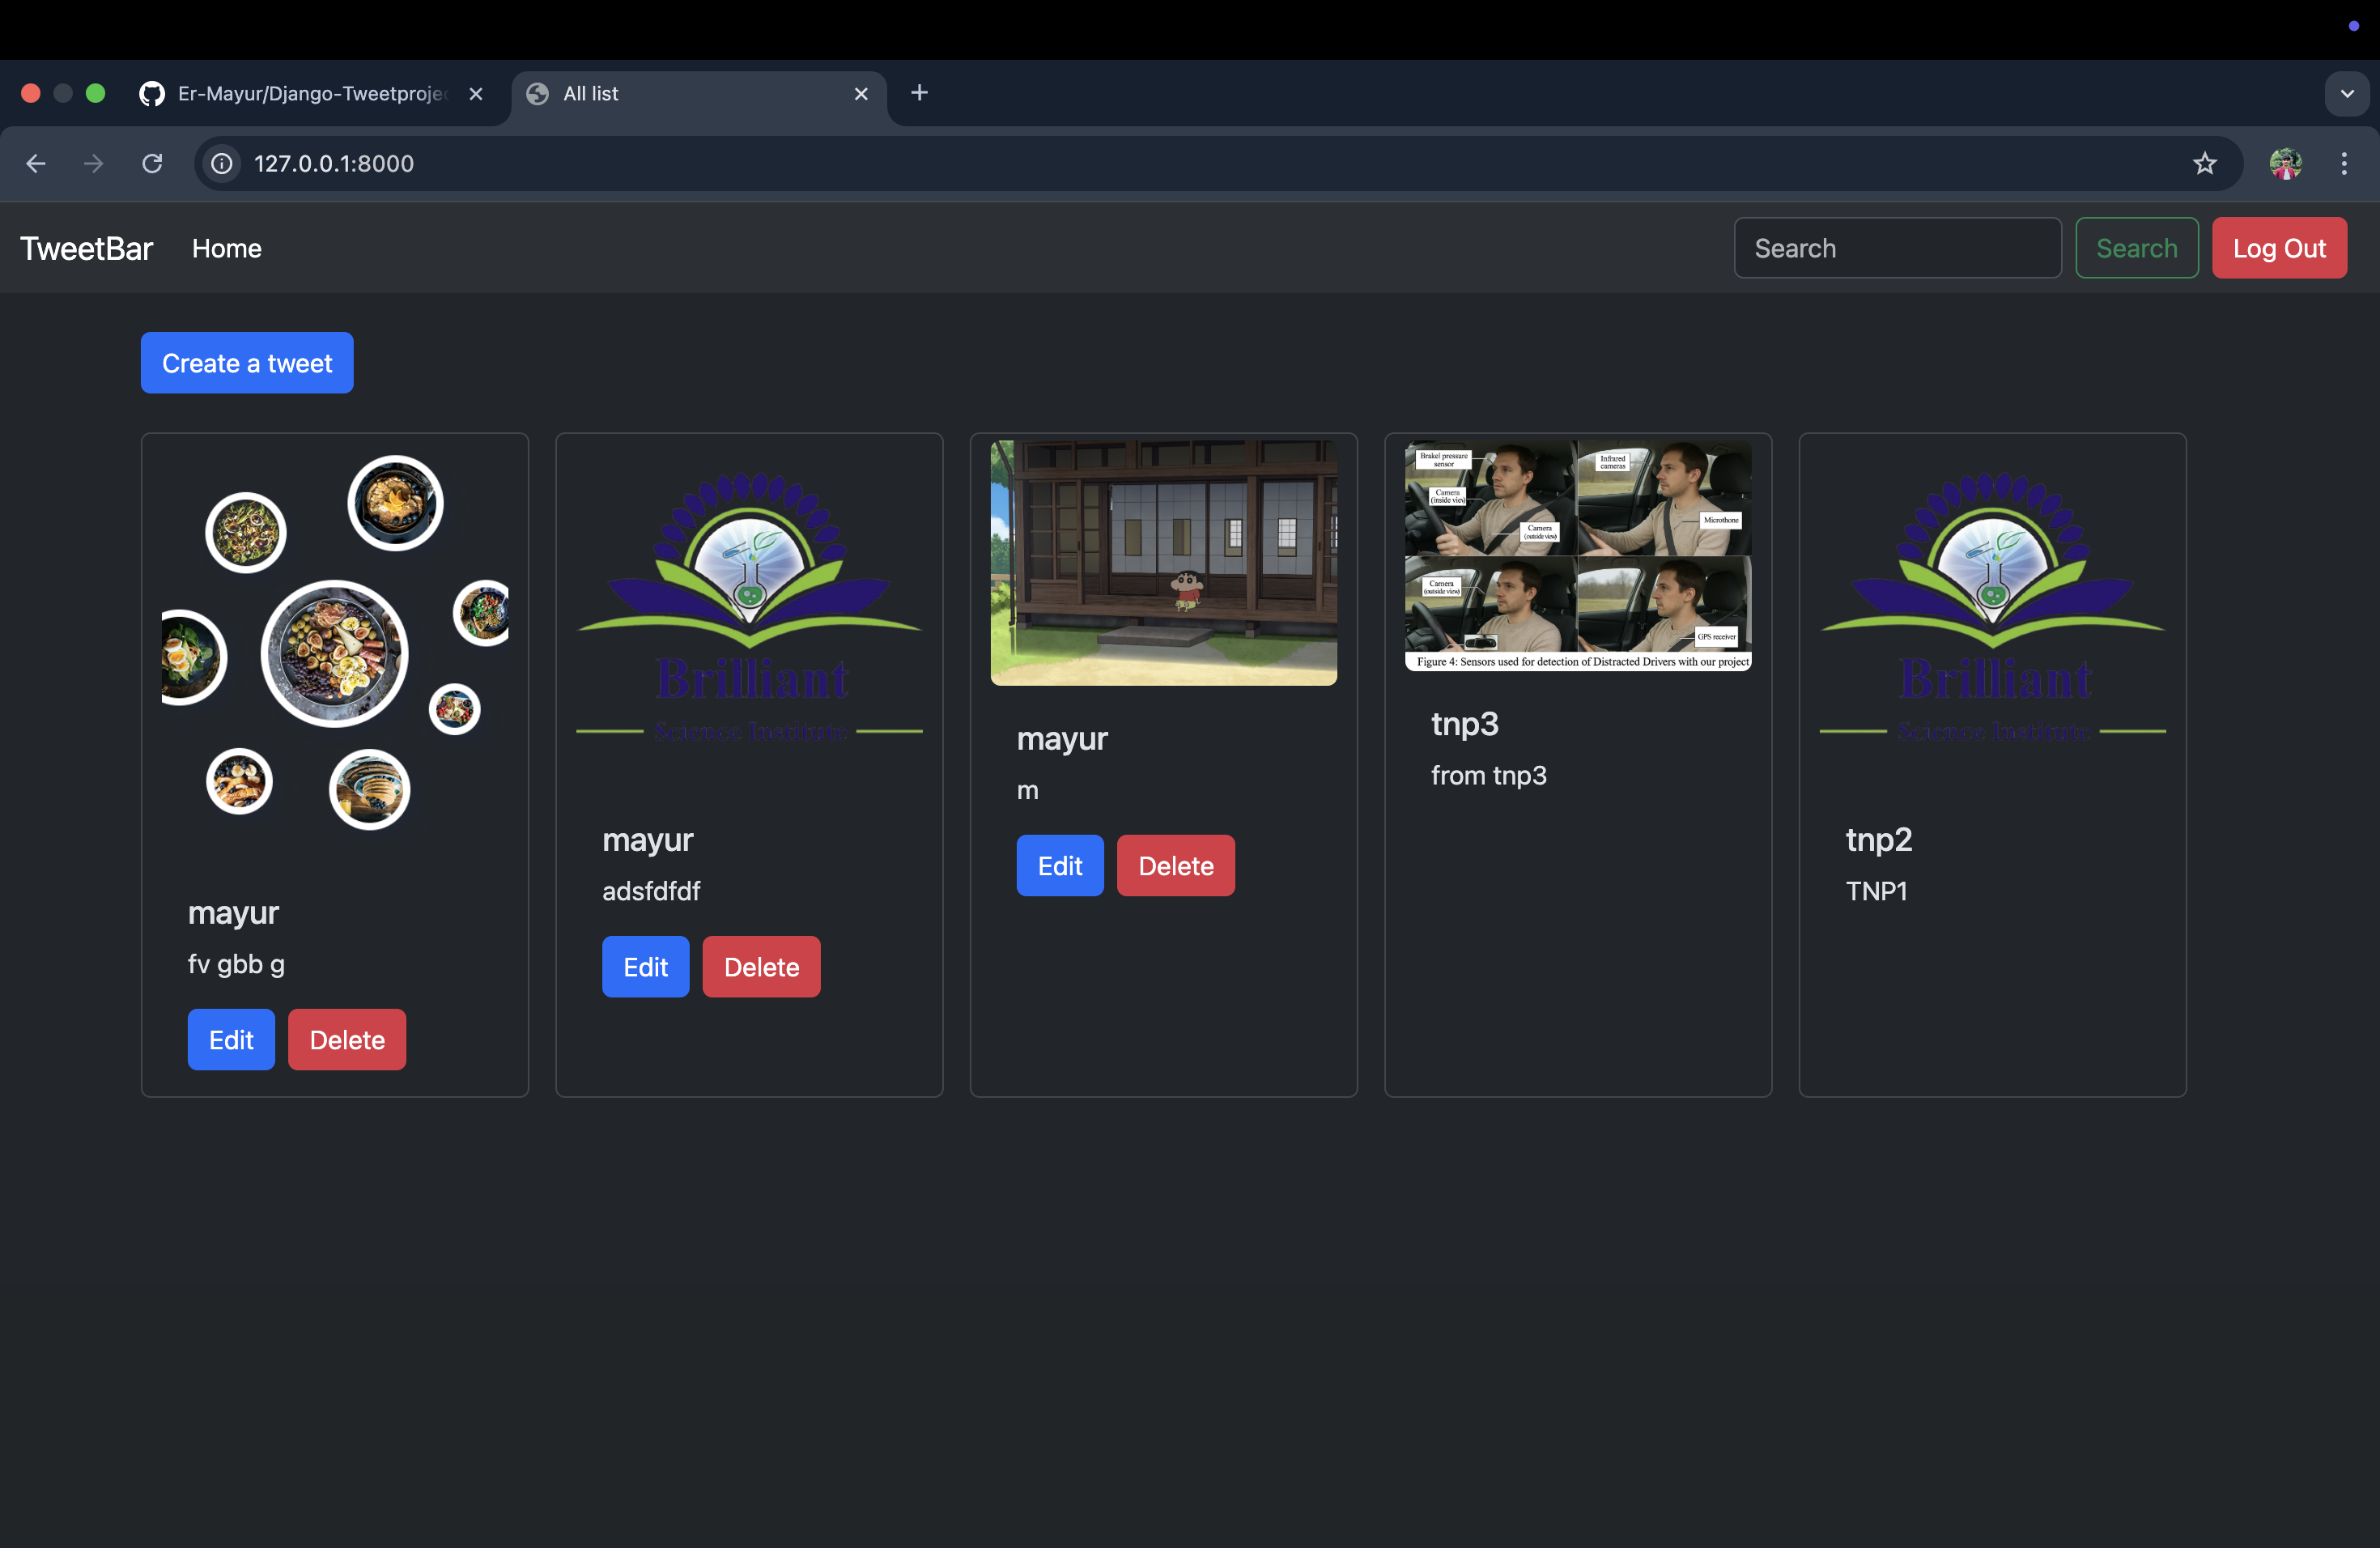 Er-Mayur/Django-Tweetprojec
All list
127.0.0.1:8000
TweetBar
Home
Search
Search
Log Out
Create a tweet
mayur
fv gbb g
Edit
Delete
Brilliant
Science Institute
mayur
adsfdfdf
Edit
Delete
mayur
m
Edit
Delete
Brakel pressure
sensor
Infrared
cameras
Camera
(inside view)
Camera
(outside view)
Microthone
Camera
(outside view)
GPS receiver
Figure 4: Sensors used for detection of Distracted Drivers with our project
tnp3
from tnp3
Brilliant
Science Institute
tnp2
TNP1